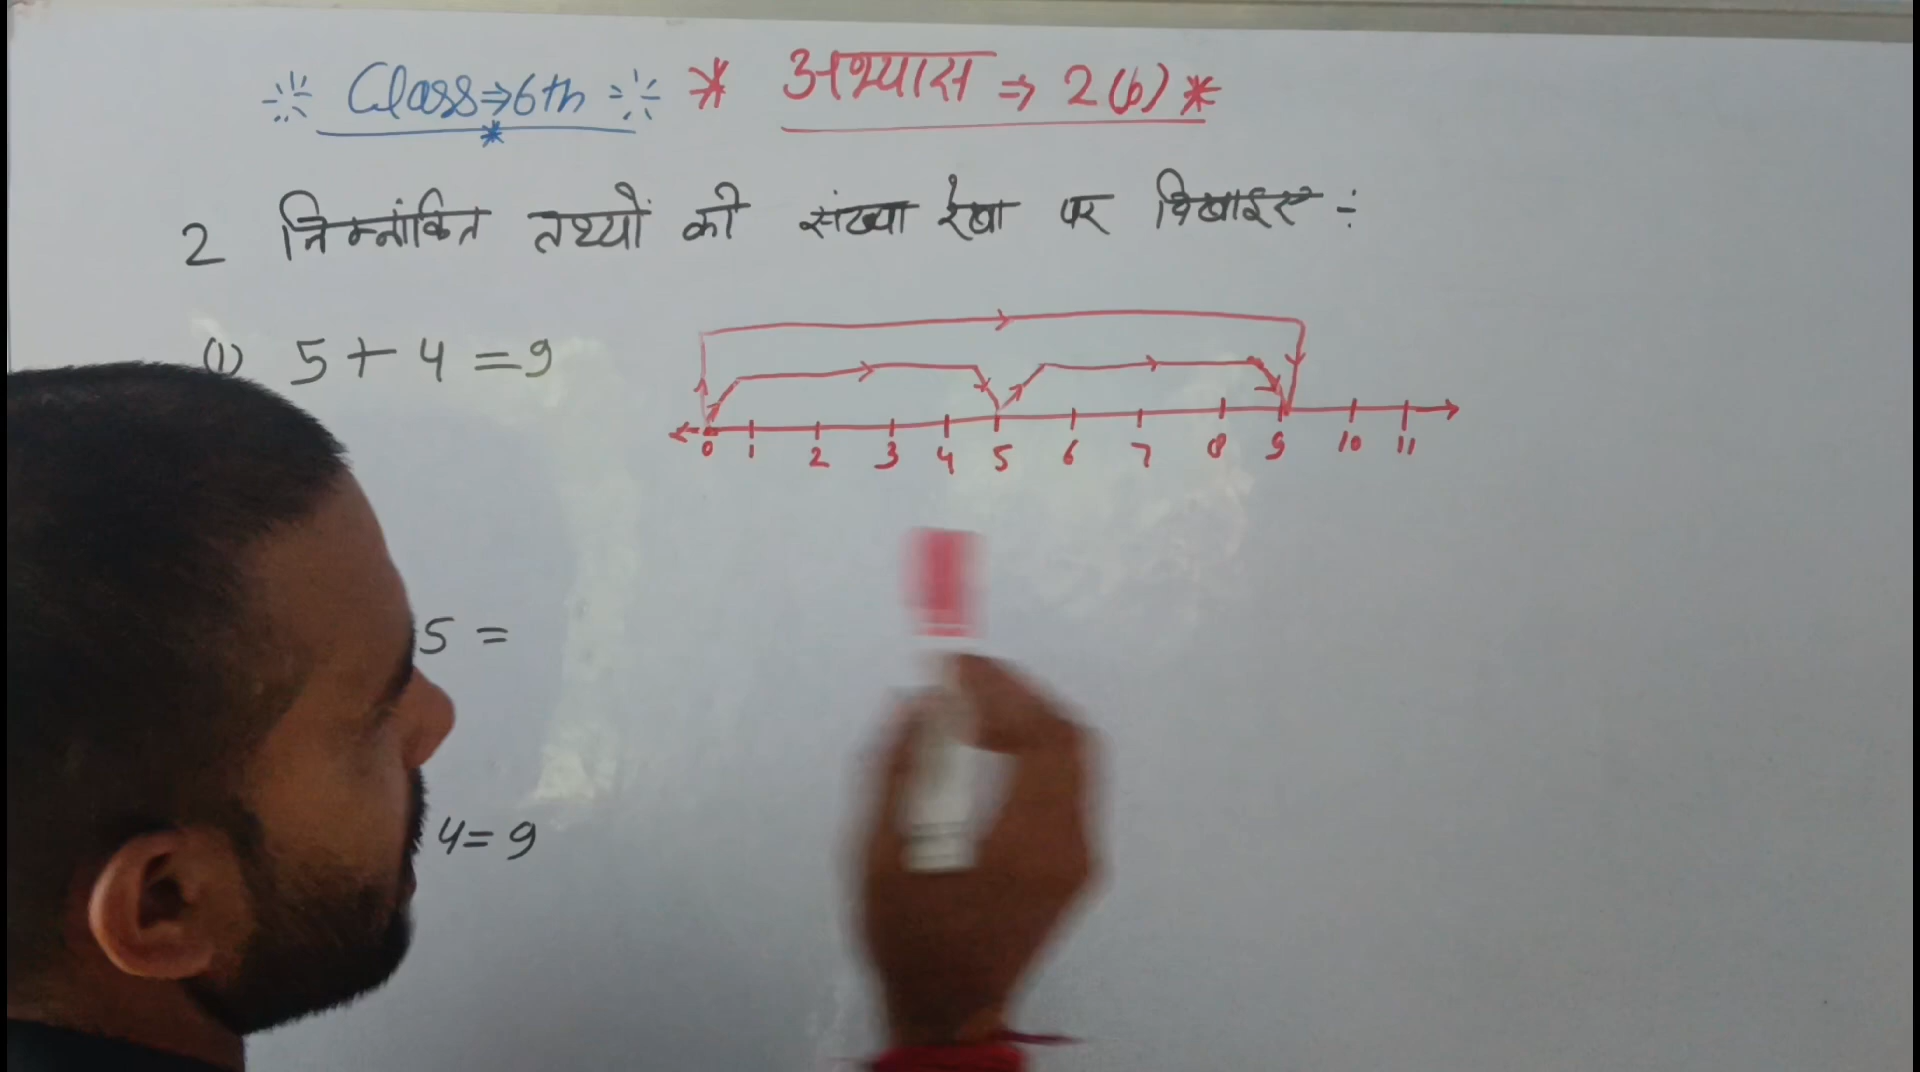 Class⇒6th * अभ्यास ⇒ 2(b) *
2 निम्नांकित तथ्यों को संख्या रेखा पर दिखाइए :-
(1) 5 + 4 = 9
0 1 2 3 4 5 6 7 8 9 10 11
5 =
4 = 9